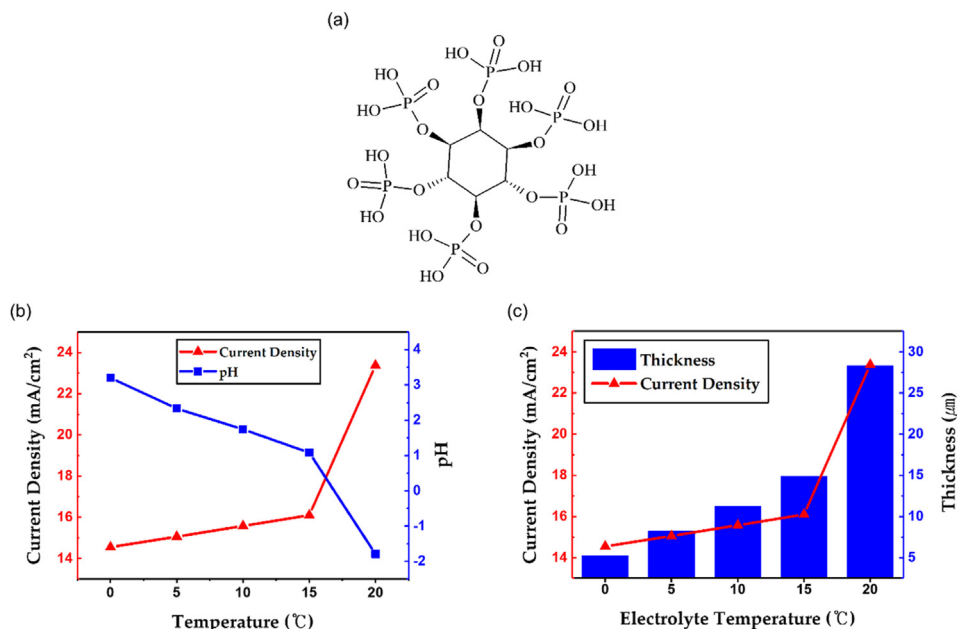 (a)
O
HO
P
OH
O
HO
O
P
HO
O
O
HO
P
OH
O
HO
O
P
O
HO
OH
O
P
OH
O
O
HO
P
HO
O
(b)
Current Density
pH
Current Density (mA/cm²)
24
22
20
18
16
14
4
3
2
1
0
-1
-2
pH
0 5 10 15 20
Temperature (℃)
(c)
Thickness
Current Density
Current Density (mA/cm²)
24
22
20
18
16
14
30
25
20
15
10
5
Thickness (㎛)
0 5 10 15 20
Electrolyte Temperature (℃)